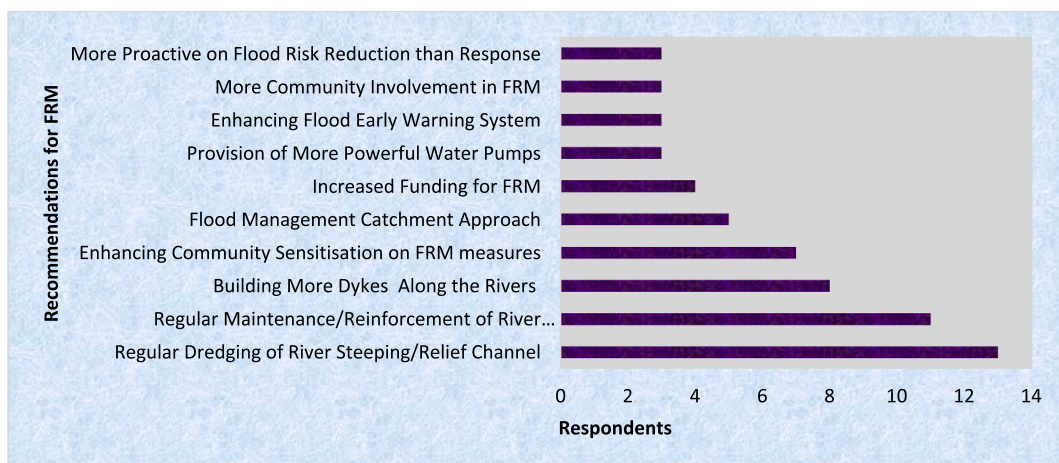 Recommendations for FRM
More Proactive on Flood Risk Reduction than Response
More Community Involvement in FRM
Enhancing Flood Early Warning System
Provision of More Powerful Water Pumps
Increased Funding for FRM
Flood Management Catchment Approach
Enhancing Community Sensitisation on FRM measures
Building More Dykes Along the Rivers
Regular Maintenance/Reinforcement of River...
Regular Dredging of River Steeping/Relief Channel
0 2 4 6 8 10 12 14
Respondents